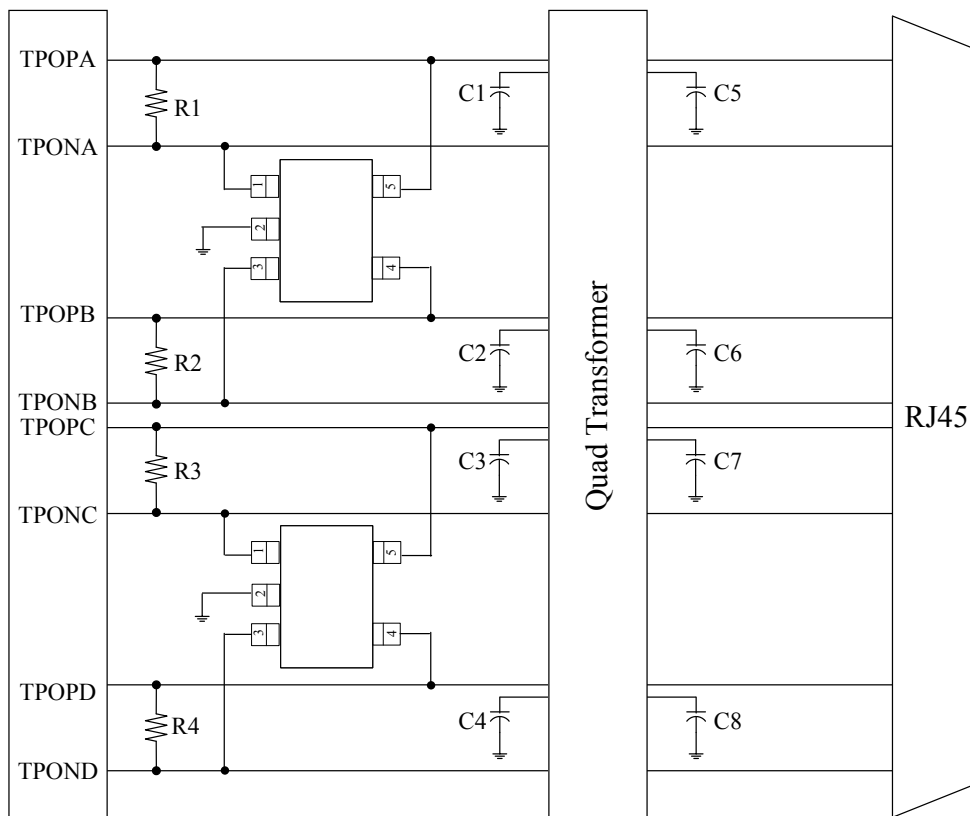 TPOPA
R1
C1
C5
TPONA
1
5
2
3
4
TPOPB
R2
C2
C6
TPONB
TPOPC
R3
C3
C7
TPONC
1
5
2
3
4
TPOPD
R4
C4
C8
TPOND
Quad Transformer
RJ45